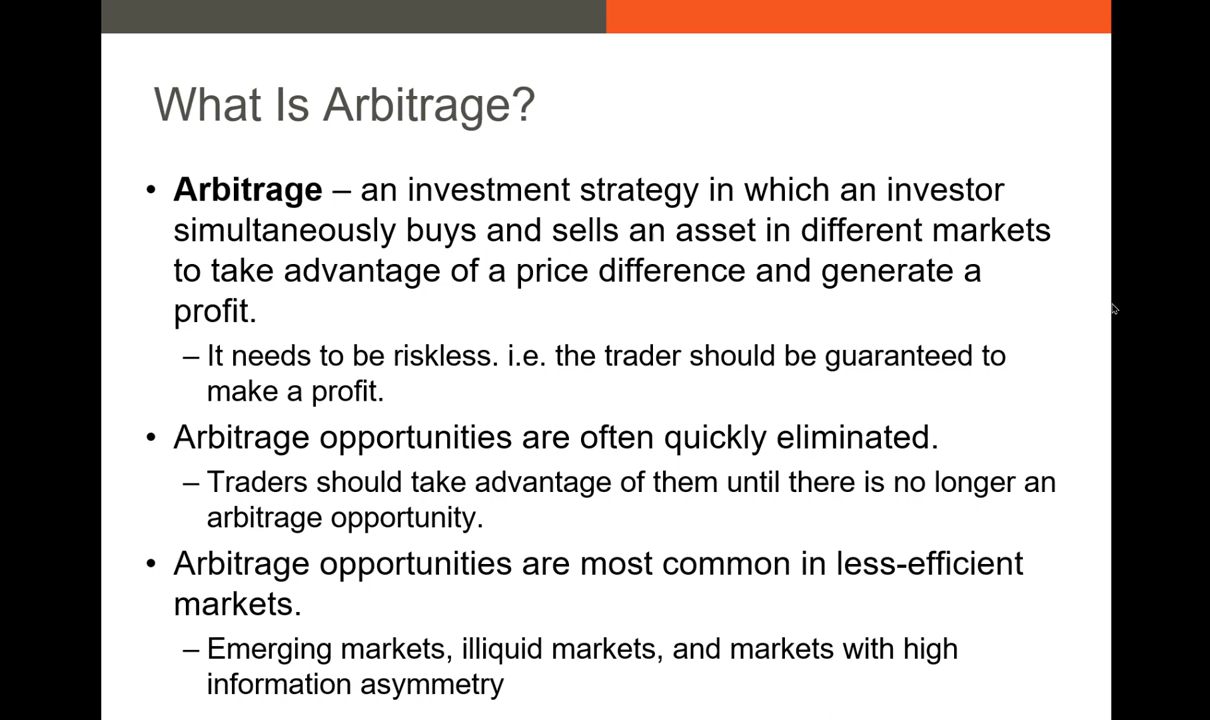 What Is Arbitrage?
• Arbitrage – an investment strategy in which an investor
simultaneously buys and sells an asset in different markets
to take advantage of a price difference and generate a
profit.
– It needs to be riskless. i.e. the trader should be guaranteed to
make a profit.
• Arbitrage opportunities are often quickly eliminated.
– Traders should take advantage of them until there is no longer an
arbitrage opportunity.
• Arbitrage opportunities are most common in less-efficient
markets.
– Emerging markets, illiquid markets, and markets with high
information asymmetry